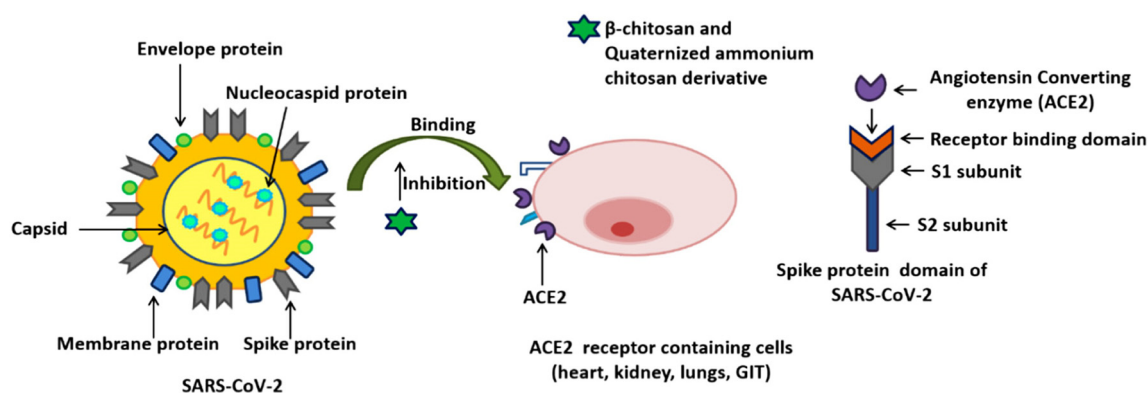 Envelope protein
Nucleocaspid protein
Capsid
Membrane protein
Spike protein
SARS-CoV-2
Binding
Inhibition
β-chitosan and
Quaternized ammonium
chitosan derivative
ACE2
ACE2 receptor containing cells
(heart, kidney, lungs, GIT)
Angiotensin Converting
enzyme (ACE2)
Receptor binding domain
S1 subunit
S2 subunit
Spike protein domain of
SARS-CoV-2